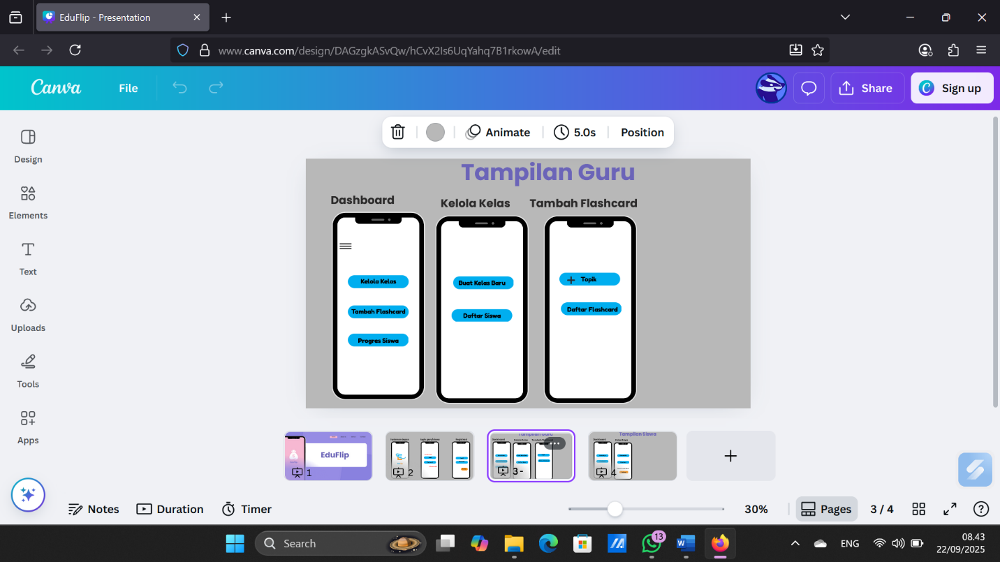 EduFlip - Presentation
www.canva.com/design/DAGzgkASvQw/hCvX2Is6UqYahq7B1rkowA/edit
Canva
File
Share
Sign up
Animate
5.0s
Position
Design
Elements
Text
Uploads
Tools
Apps
Tampilan Guru
Dashboard
Kelola Kelas
Tambah Flashcard
Kelola Kelas
Tambah Flashcard
Progres Siswa
Buat Kelas Baru
Daftar Siswa
+ Topik
Daftar Flashcard
EduFlip
1
2
Tampilan Guru
3 -
Tampilan Siswa
4
Notes
Duration
Timer
30%
Pages
3 / 4
Search
13
ENG
08.43
22/09/2025